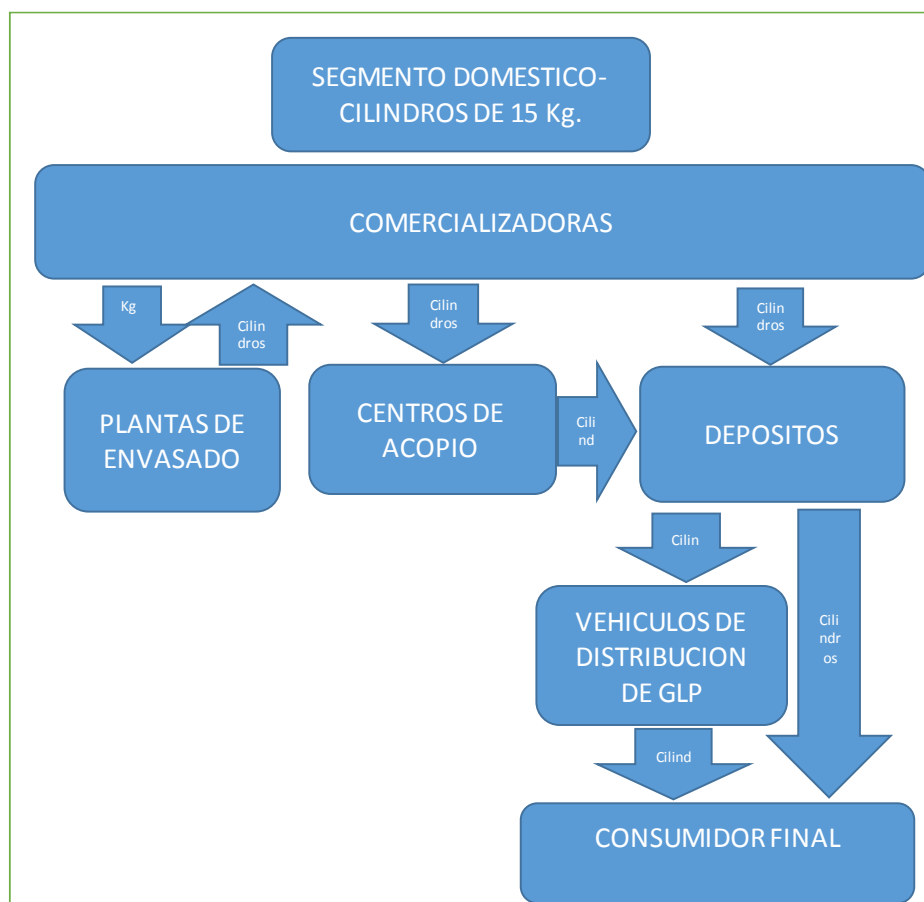 SEGMENTO DOMESTICO-
CILINDROS DE 15 Kg.
COMERCIALIZADORAS
Kg
Cilin
dros
Cilin
dros
Cilin
dros
PLANTAS DE
ENVASADO
CENTROS DE
ACOPIO
Cili
nd
DEPOSITOS
Cilin
VEHICULOS DE
DISTRIBUCION
DE GLP
Cili
ndr
os
Cilind
CONSUMIDOR FINAL